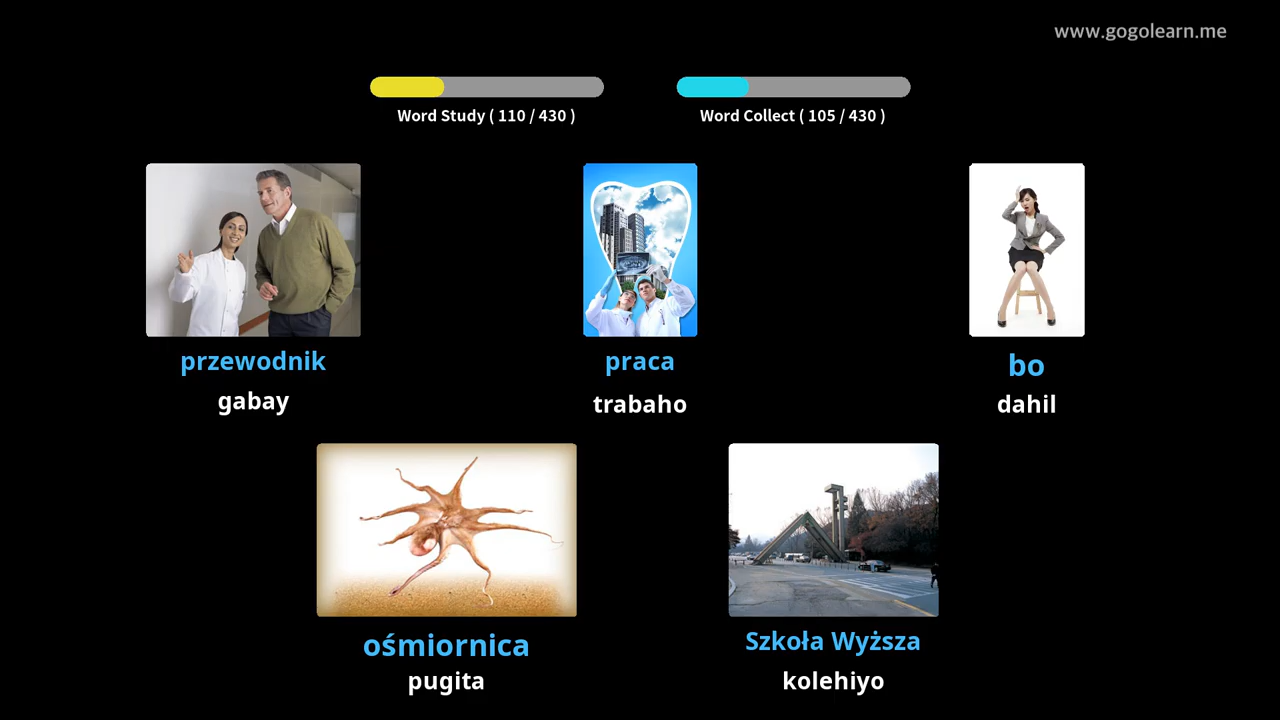 www.gogolearn.me
Word Study ( 110 / 430 )
Word Collect ( 105 / 430 )
przewodnik
gabay
praca
trabaho
bo
dahil
ośmiornica
pugita
Szkoła Wyższa
kolehiyo